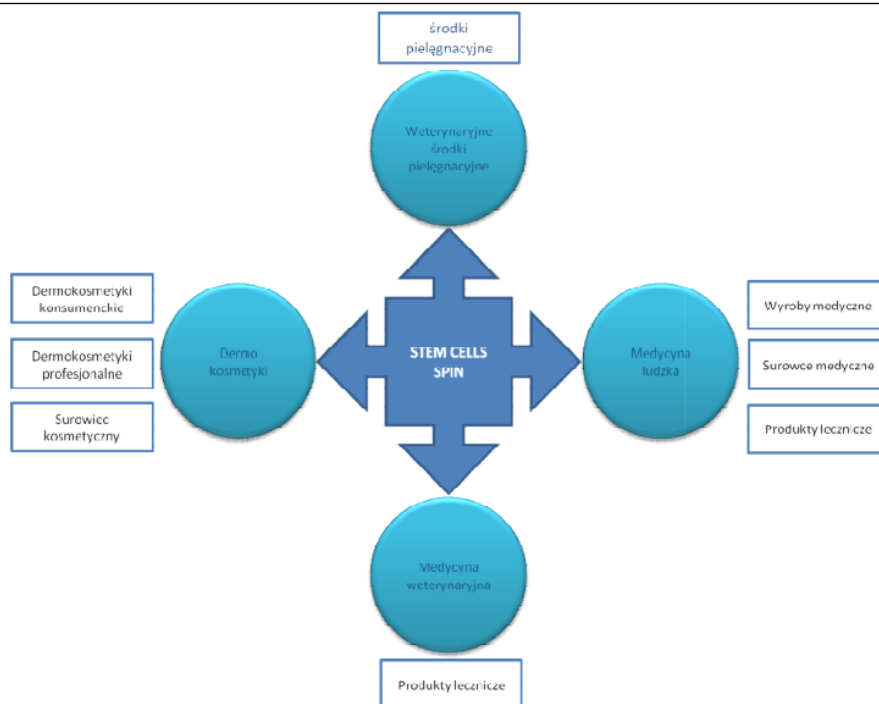 środki
pielęgnacyjne
Weterynaryjne
środki
pielęgnacyjne
Dermokosmetyki
konsumenckie
Dermokosmetyki
profesjonalne
Surowiec
kosmetyczny
Dermo
kosmetyki
STEM CELLS
SPIN
Medycyna
ludzka
Wyroby medyczne
Surowce medyczne
Produkty lecznicze
Medycyna
weterynaryjna
Produkty lecznicze